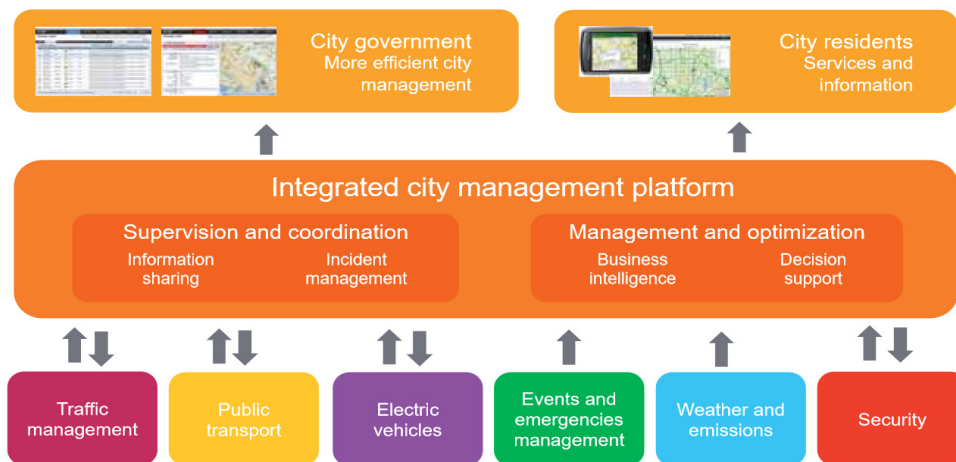 City government
More efficient city
management
City residents
Services and
information
Integrated city management platform
Supervision and coordination
Information
sharing
Incident
management
Management and optimization
Business
intelligence
Decision
support
Traffic
management
Public
transport
Electric
vehicles
Events and
emergencies
management
Weather and
emissions
Security